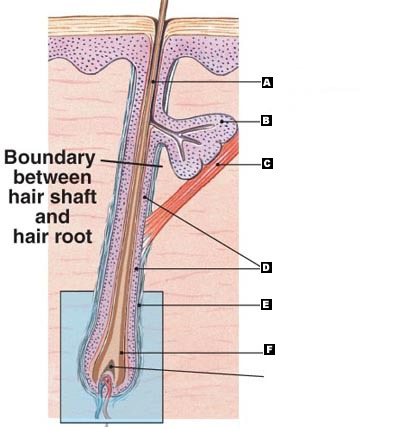 A
B
C
Boundary
between
hair shaft
and
hair root
D
E
F